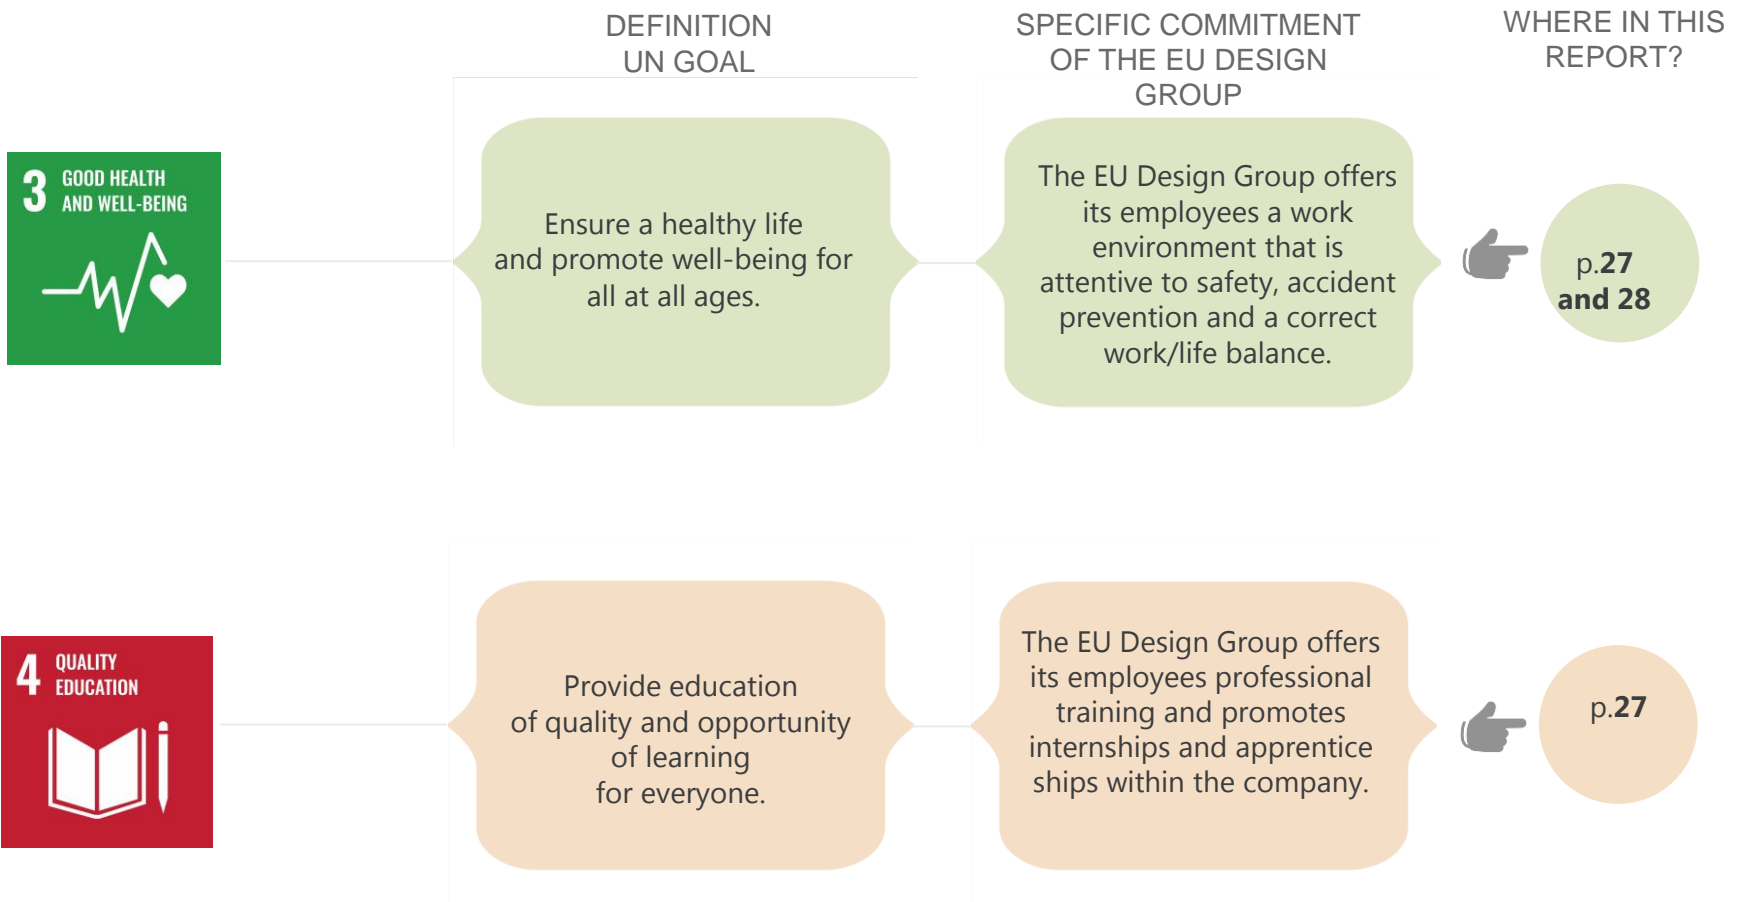 DEFINITION
UN GOAL
SPECIFIC COMMITMENT
OF THE EU DESIGN
GROUP
WHERE IN THIS
REPORT?
3 GOOD HEALTH
AND WELL-BEING
Ensure a healthy life
and promote well-being for
all at all ages.
The EU Design Group offers
its employees a work
environment that is
attentive to safety, accident
prevention and a correct
work/life balance.
p.27
and 28
4 QUALITY
EDUCATION
Provide education
of quality and opportunity
of learning
for everyone.
The EU Design Group offers
its employees professional
training and promotes
internships and apprentice
ships within the company.
p.27